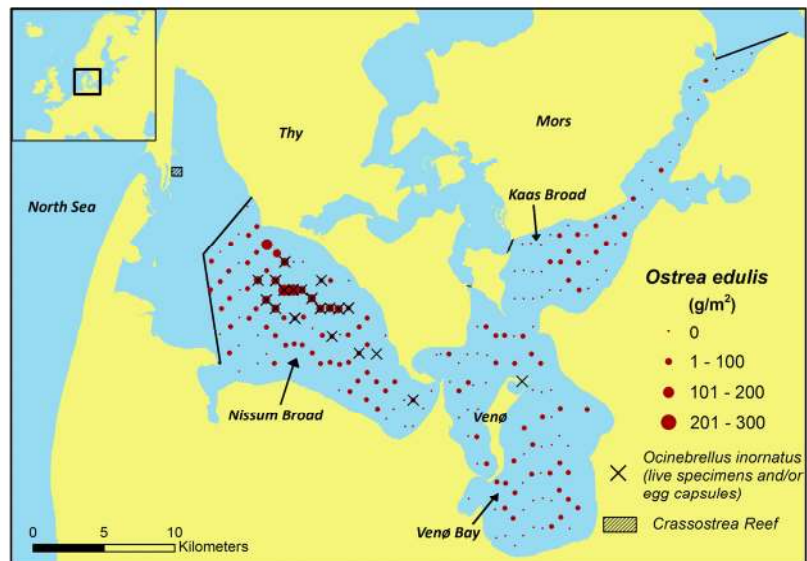 Thy
Mors
North Sea
Kaas Broad
Nissum Broad
Venø
Venø Bay
Ostrea edulis
(g/m²)
0
1 - 100
101 - 200
201 - 300
Ocinebrellus inornatus
(live specimens and/or
egg capsules)
Crassostrea Reef
0 5 10
Kilometers